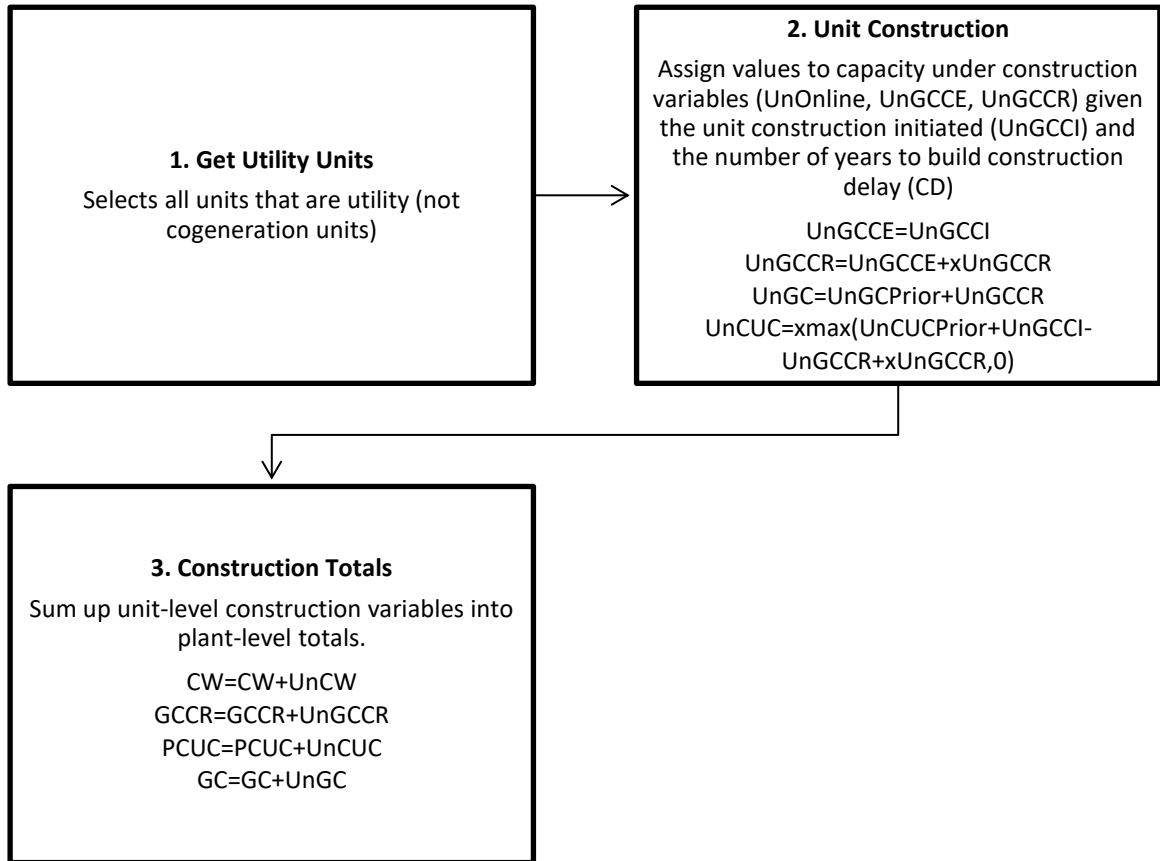 1. Get Utility Units
Selects all units that are utility (not
cogeneration units)
2. Unit Construction
Assign values to capacity under construction
variables (UnOnline, UnGCCE, UnGCCR) given
the unit construction initiated (UnGCCI) and
the number of years to build construction
delay (CD)
UnGCCE=UnGCCI
UnGCCR=UnGCCE+xUnGCCR
UnGC=UnGCPrior+UnGCCR
UnCUC=xmax(UnCUCPrior+UnGCCI-
UnGCCR+xUnGCCR,0)
3. Construction Totals
Sum up unit-level construction variables into
plant-level totals.
CW=CW+UnCW
GCCR=GCCR+UnGCCR
PCUC=PCUC+UnCUC
GC=GC+UnGC